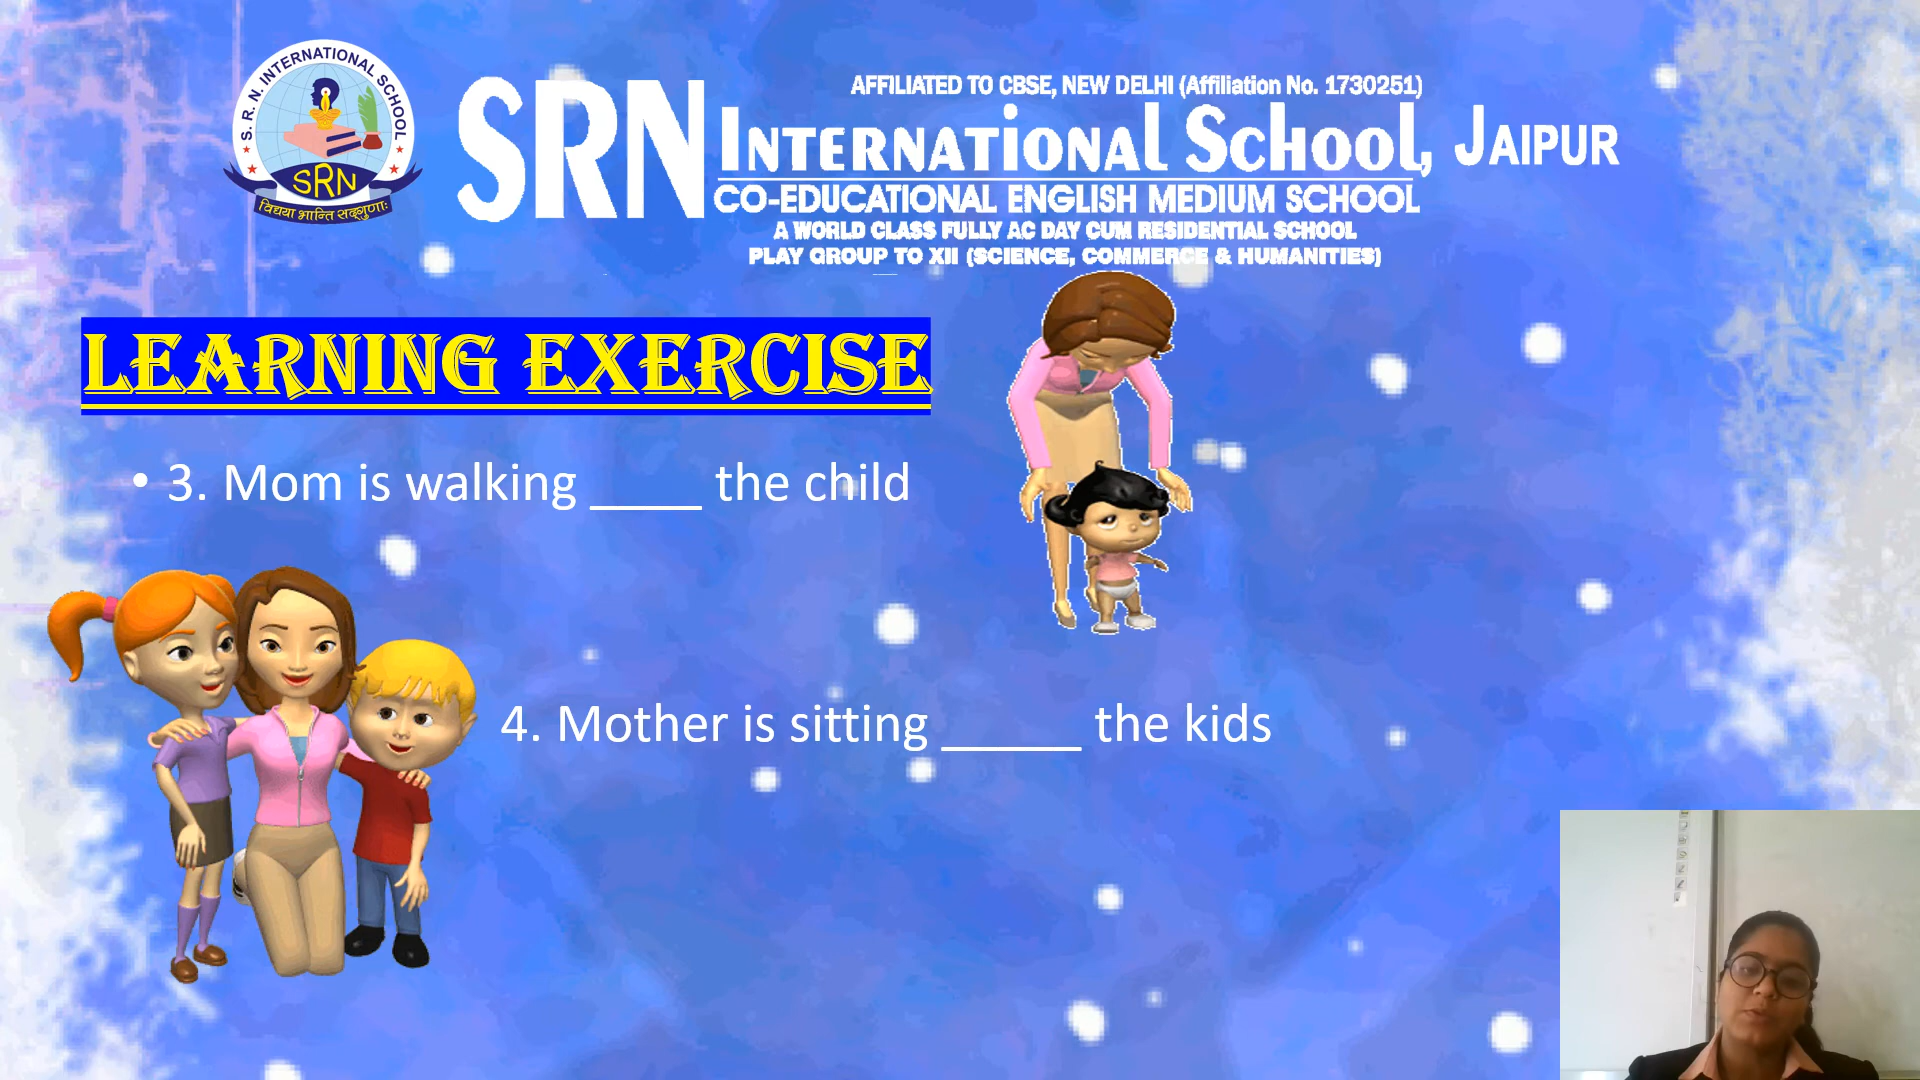 S. R. N. INTERNATIONAL SCHOOL
SRN
विद्यया भान्ति सद्गुणाः
AFFILIATED TO CBSE, NEW DELHI (Affiliation No. 1730251)
SRN INTERNATIONAL SCHOOL, JAIPUR
CO-EDUCATIONAL ENGLISH MEDIUM SCHOOL
A WORLD CLASS FULLY AC DAY CUM RESIDENTIAL SCHOOL
PLAY GROUP TO XII (SCIENCE, COMMERCE & HUMANITIES)
LEARNING EXERCISE
• 3. Mom is walking ____ the child
4. Mother is sitting _____ the kids